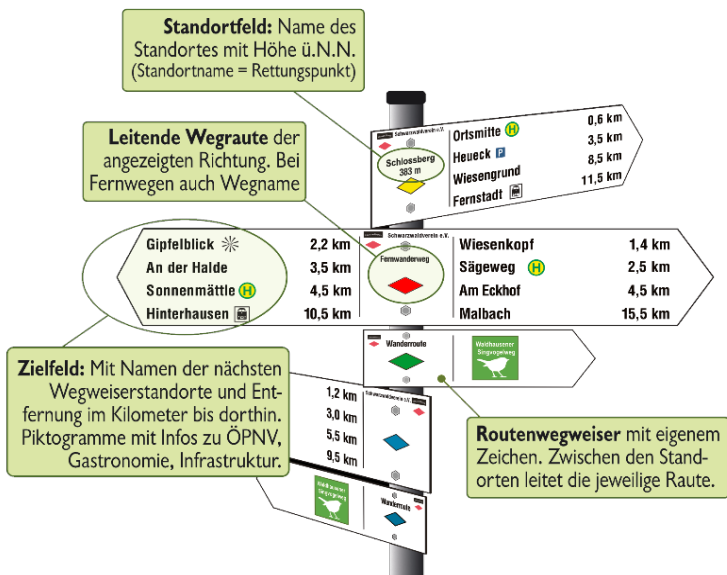 Standortfeld: Name des
Standortes mit Höhe ü.N.N.
(Standortname = Rettungspunkt)
Leitende Wegraute der
angezeigten Richtung. Bei
Fernwegen auch Wegname
Schwarzwaldverein e.V.
Schlossberg
383 m
Ortsmitte H 0,6 km
Heueck P 3,5 km
Wiesengrund 8,5 km
Fernstadt 11,5 km
Schwarzwaldverein e.V.
Fernwanderweg
Gipfelblick 2,2 km
An der Halde 3,5 km
Sonnenmättle H 4,5 km
Hinterhausen 10,5 km
Wiesenkopf 1,4 km
Sägeweg H 2,5 km
Am Eckhof 4,5 km
Malbach 15,5 km
Wanderroute
Waldhausener
Singvogelweg
Zielfeld: Mit Namen der nächsten
Wegweiserstandorte und Ent-
fernung im Kilometer bis dorthin.
Piktogramme mit Infos zu ÖPNV,
Gastronomie, Infrastruktur.
1,2 km
3,0 km
5,5 km
9,5 km
Schwarzwaldverein e.V.
Routenwegweiser mit eigenem
Zeichen. Zwischen den Stand-
orten leitet die jeweilige Raute.
Waldhausener
Singvogelweg
Wanderroute